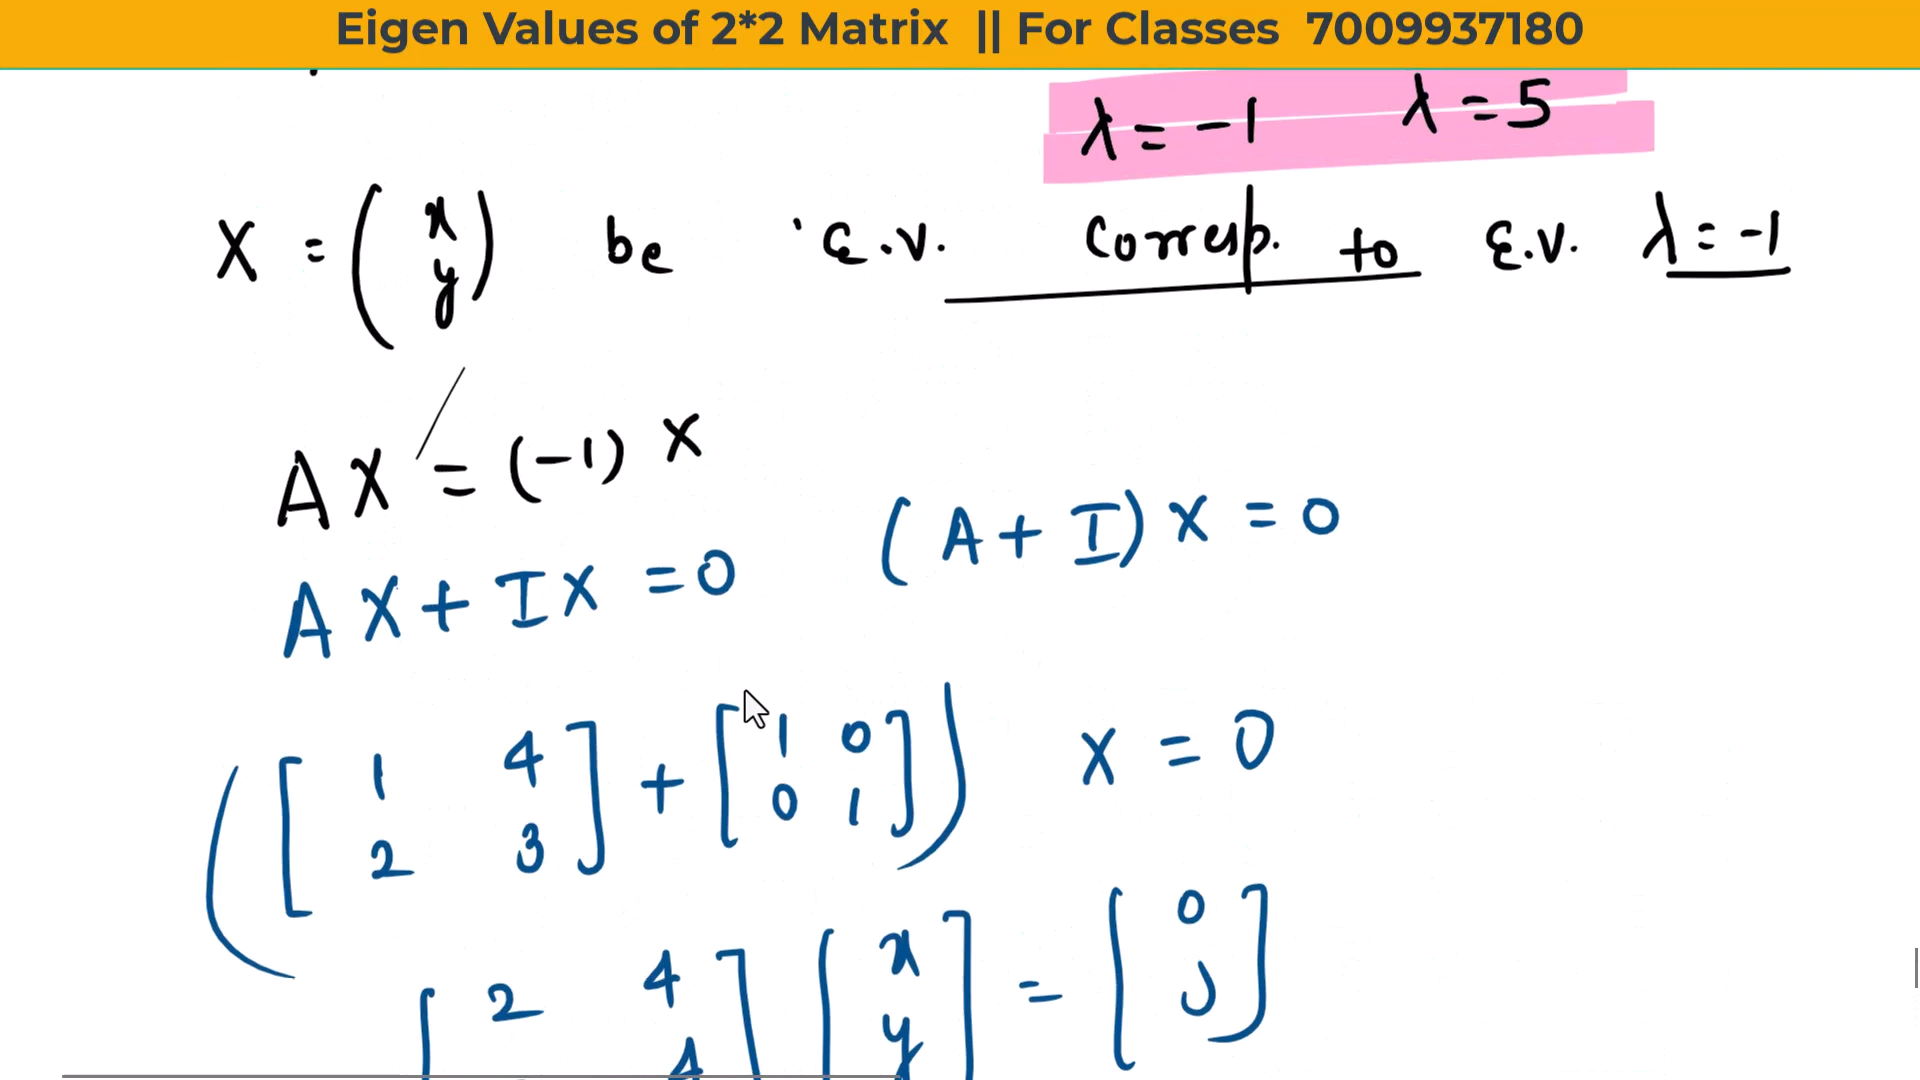 Eigen Values of 2*2 Matrix || For Classes 7009937180
λ = -1 λ = 5
X = (x y) be E.V. Corresp. to E.V. λ = -1
AX = (-1) X
(A + I) X = 0
AX + IX = 0
([1 4
2 3] + [1 0
0 1]) X = 0
[2 4
4] [x
y] = [0
]